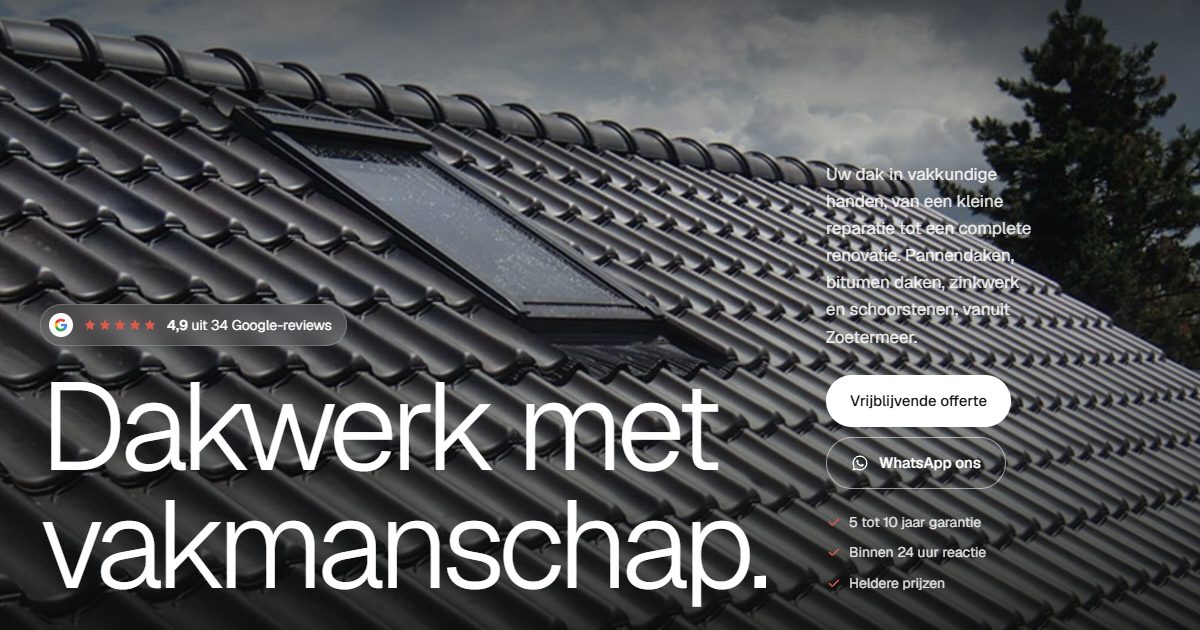 4,9 uit 34 Google-reviews
Dakwerk met
vakmanschap.
Uw dak in vakkundige
handen, van een kleine
reparatie tot een complete
renovatie. Pannendaken,
bitumen daken, zinkwerk
en schoorstenen, vanuit
Zoetermeer.
Vrijblijvende offerte
WhatsApp ons
5 tot 10 jaar garantie
Binnen 24 uur reactie
Heldere prijzen